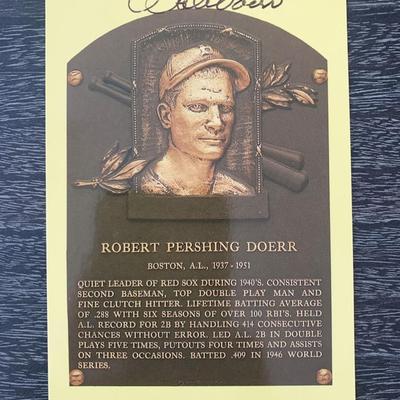 ROBERT PERSHING DOERR
BOSTON, A.L., 1937-1951
QUIET LEADER OF RED SOX DURING 1940'S. CONSISTENT
SECOND BASEMAN, TOP DOUBLE PLAY MAN AND
FINE CLUTCH HITTER. LIFETIME BATTING AVERAGE
OF .288 WITH SIX SEASONS OF OVER 100 RBI'S. HELD
A.L. RECORD FOR 2B BY HANDLING 414 CONSECUTIVE
CHANCES WITHOUT ERROR. LED A.L. 2B IN DOUBLE
PLAYS FIVE TIMES, PUTOUTS FOUR TIMES AND ASSISTS
ON THREE OCCASIONS. BATTED .409 IN 1946 WORLD
SERIES.